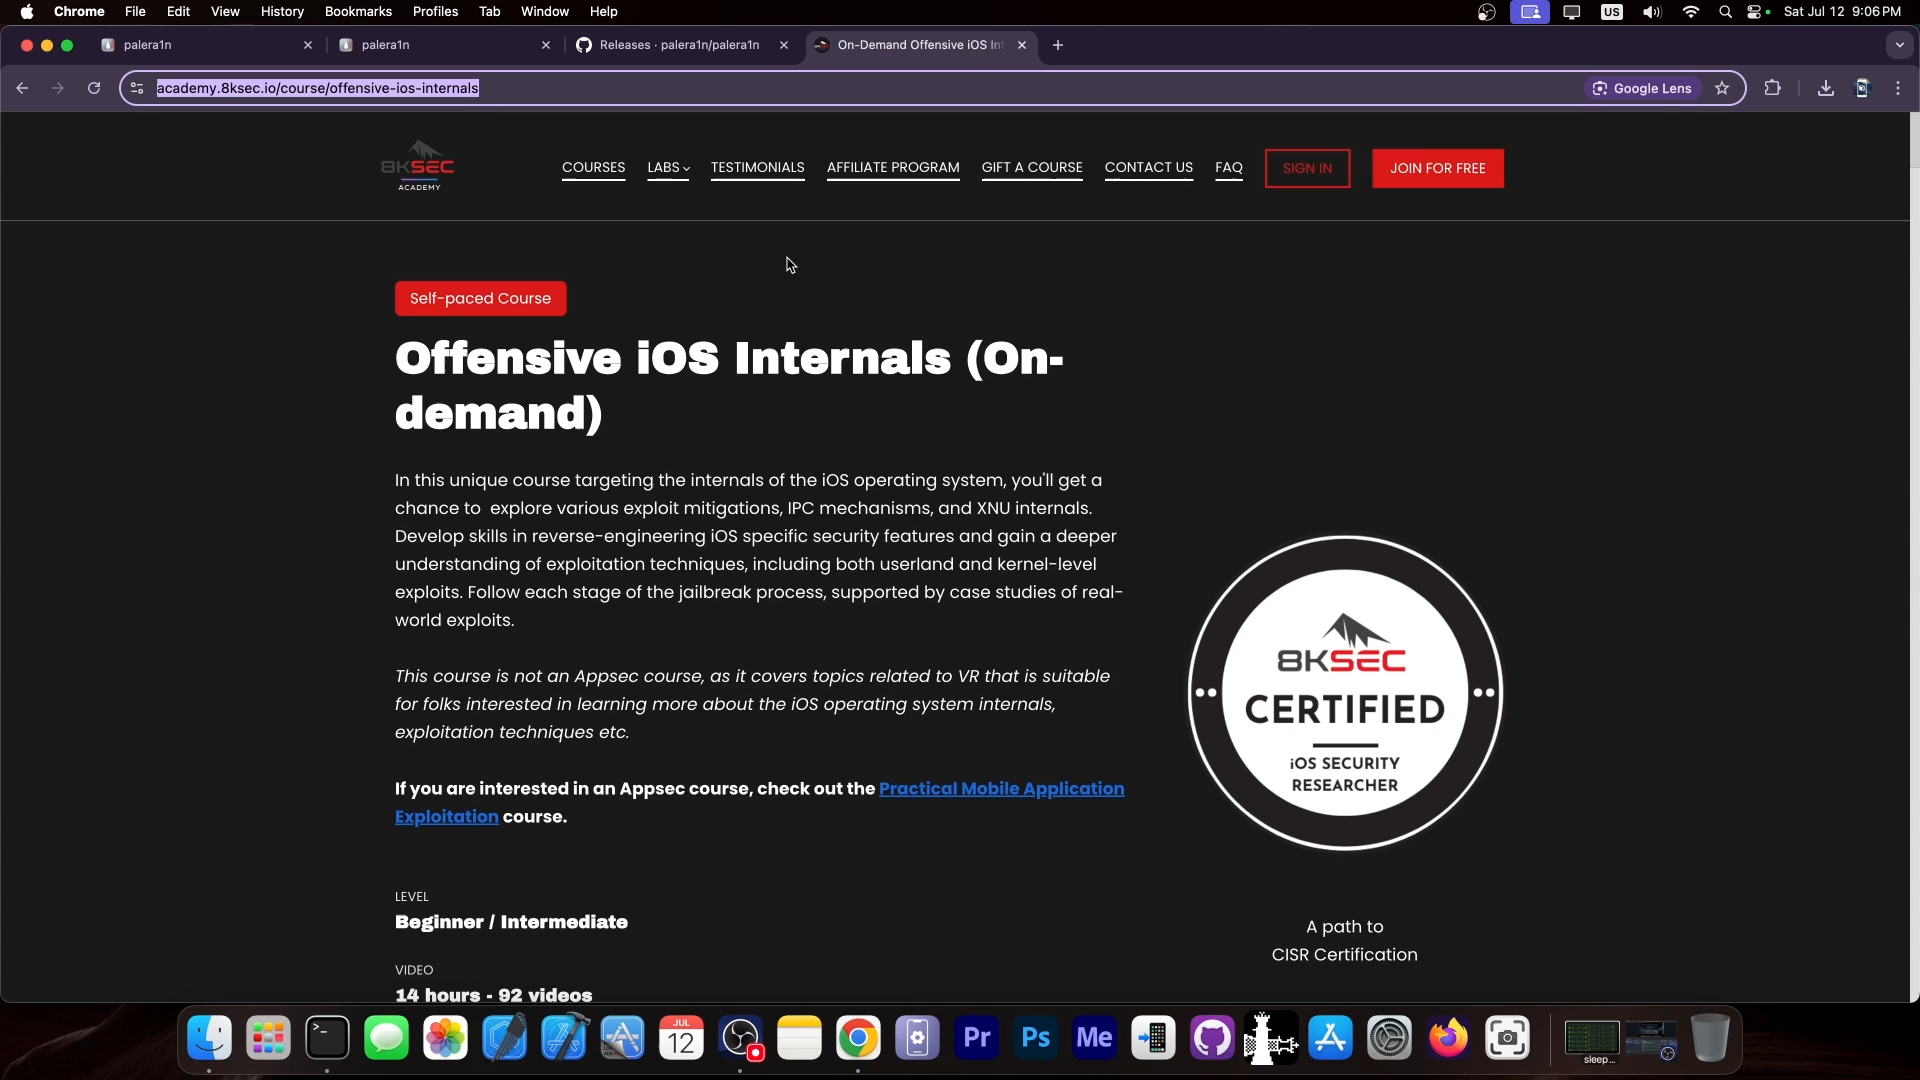 Chrome File Edit View History Bookmarks Profiles Tab Window Help US Sat Jul 12 9:06 PM
palera1n palera1n Releases · palera1n/palera1n On-Demand Offensive iOS Int
academy.8ksec.io/course/offensive-ios-internals Google Lens
8KSEC
ACADEMY
COURSES LABS TESTIMONIALS AFFILIATE PROGRAM GIFT A COURSE CONTACT US FAQ SIGN IN JOIN FOR FREE
Self-paced Course
Offensive iOS Internals (On-
demand)
In this unique course targeting the internals of the iOS operating system, you'll get a
chance to explore various exploit mitigations, IPC mechanisms, and XNU internals.
Develop skills in reverse-engineering iOS specific security features and gain a deeper
understanding of exploitation techniques, including both userland and kernel-level
exploits. Follow each stage of the jailbreak process, supported by case studies of real-
world exploits.
This course is not an Appsec course, as it covers topics related to VR that is suitable
for folks interested in learning more about the iOS operating system internals,
exploitation techniques etc.
If you are interested in an Appsec course, check out the Practical Mobile Application
Exploitation course.
LEVEL
Beginner / Intermediate
VIDEO
14 hours - 92 videos
8KSEC
CERTIFIED
iOS SECURITY
RESEARCHER
A path to
CISR Certification
JUL
12
Pr
Ps
Me
sleep...